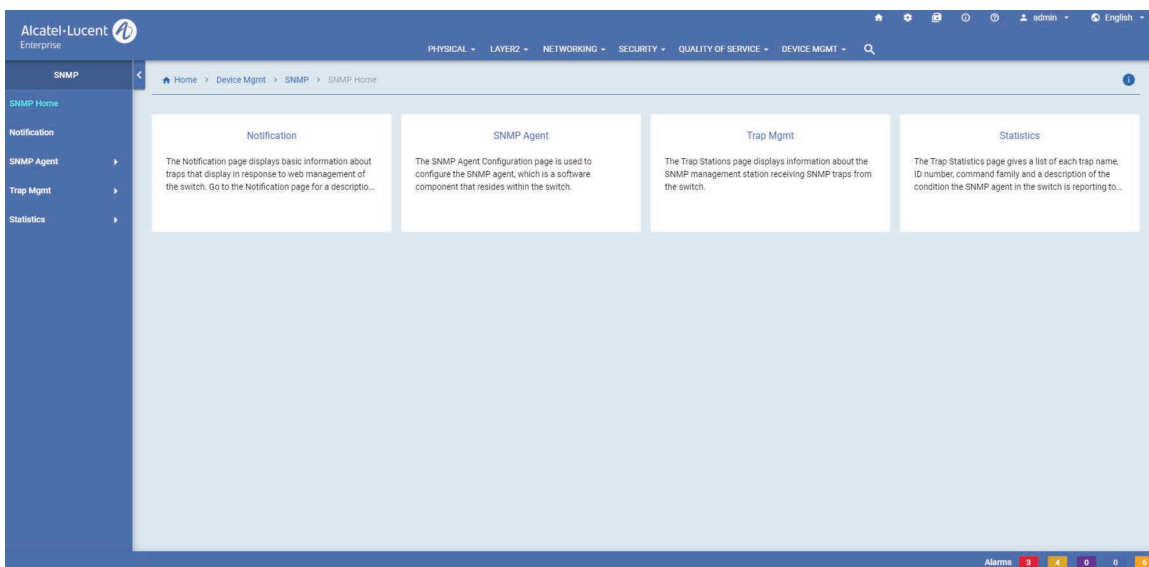 Alcatel·Lucent
Enterprise
admin
English
PHYSICAL
LAYER2
NETWORKING
SECURITY
QUALITY OF SERVICE
DEVICE MGMT
SNMP
SNMP Home
Notification
SNMP Agent
Trap Mgmt
Statistics
Home > Device Mgmt > SNMP > SNMP Home
Notification
The Notification page displays basic information about
traps that display in response to web management of
the switch. Go to the Notification page for a descriptio...
SNMP Agent
The SNMP Agent Configuration page is used to
configure the SNMP agent, which is a software
component that resides within the switch.
Trap Mgmt
The Trap Stations page displays information about the
SNMP management station receiving SNMP traps from
the switch.
Statistics
The Trap Statistics page gives a list of each trap name,
ID number, command family and a description of the
condition the SNMP agent in the switch is reporting to...
Alarms 3 4 0 0 6